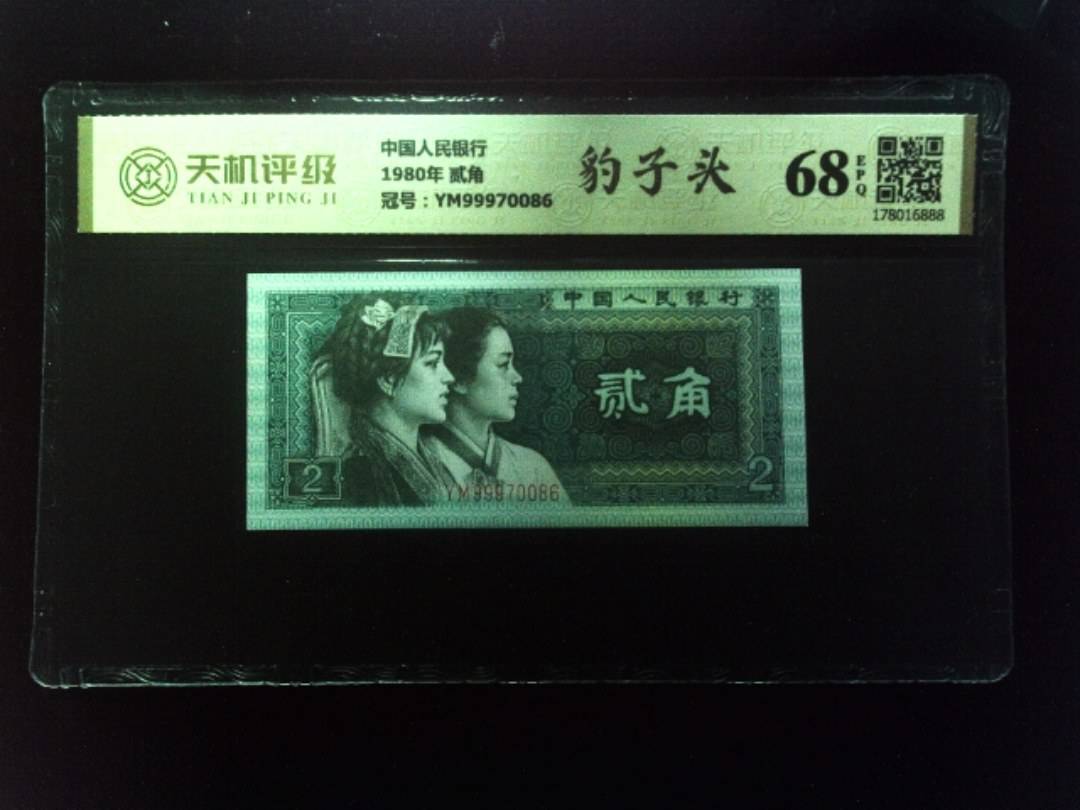 天机评级
TIAN JI PING JI
中国人民银行
1980年 贰角
冠号：YM99970086
豹子头
68
EPQ
178016888
中国人民银行
贰角
2
2
YM99970086